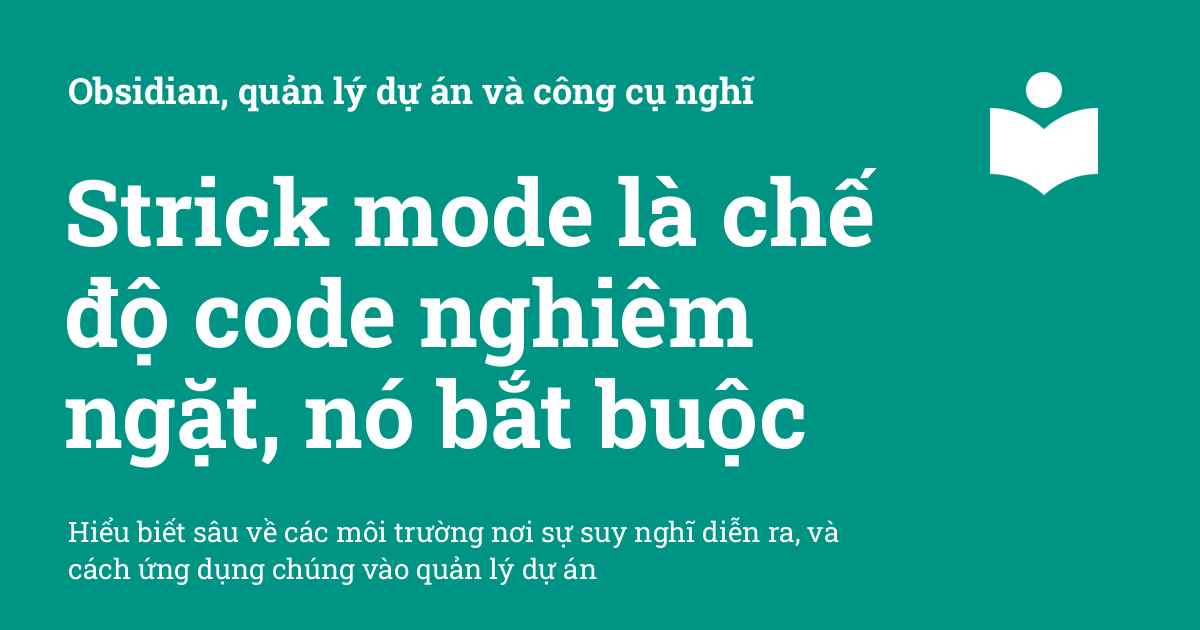 Obsidian, quản lý dự án và công cụ nghĩ
Strick mode là chế
độ code nghiêm
ngặt, nó bắt buộc
Hiểu biết sâu về các môi trường nơi sự suy nghĩ diễn ra, và
cách ứng dụng chúng vào quản lý dự án